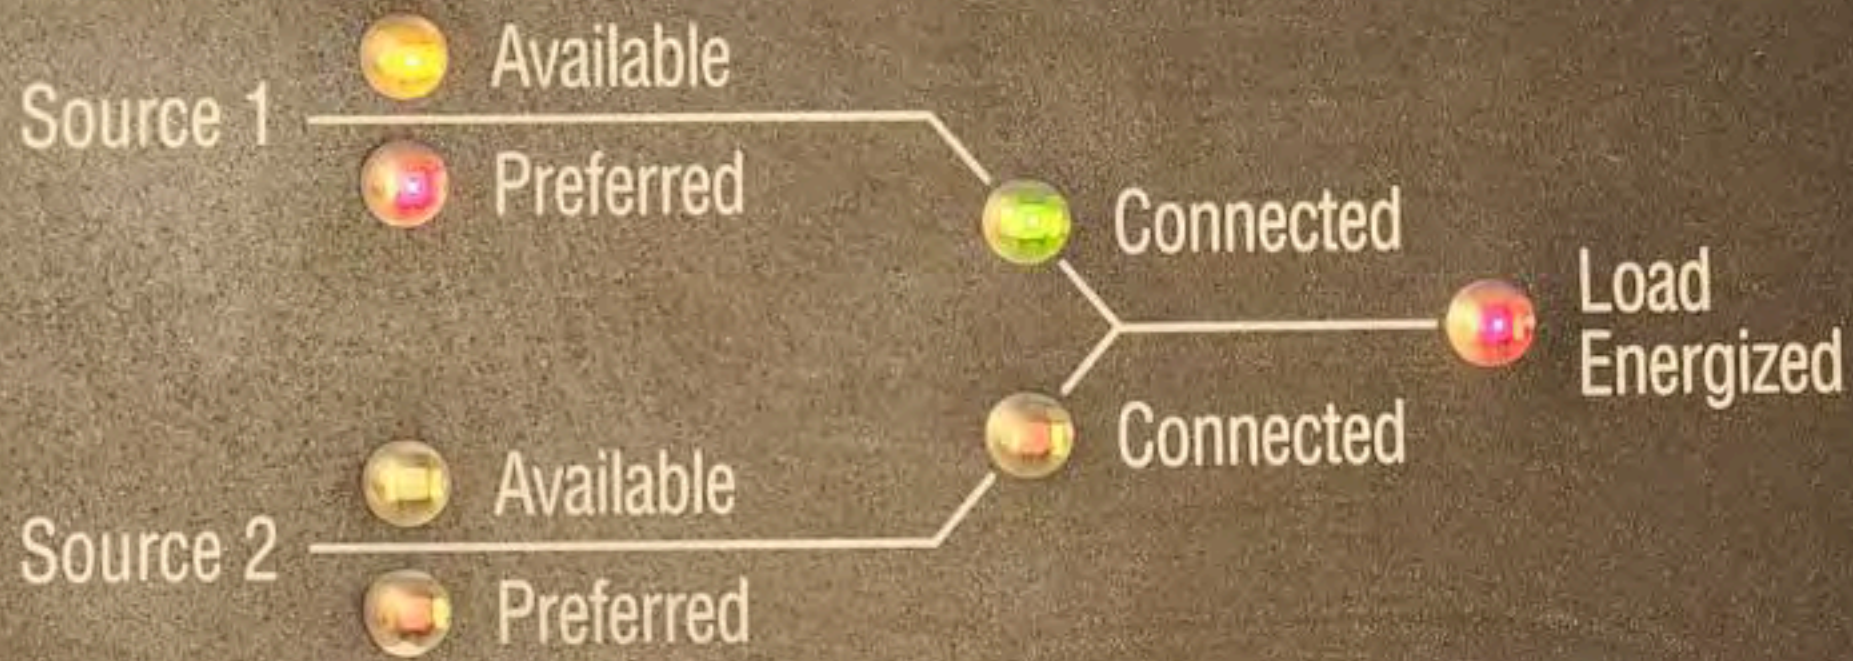 Available
Source 1
Preferred
Connected
Load
Energized
Connected
Available
Source 2
Preferred